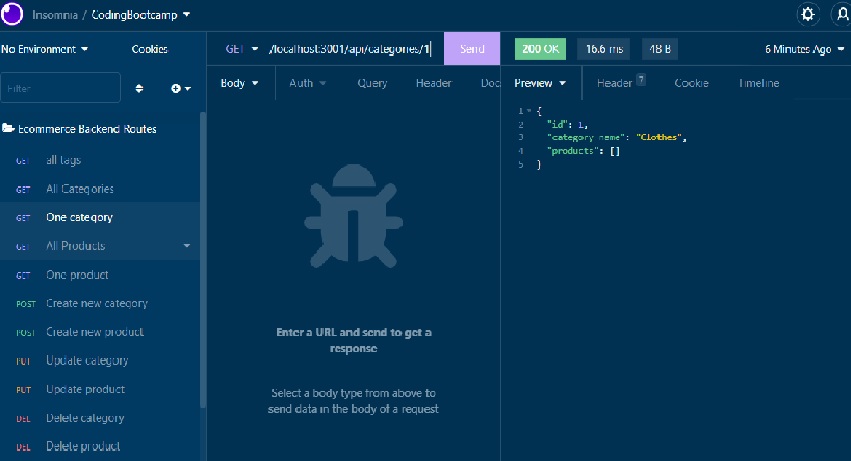 Insomnia / CodingBootcamp
No Environment
Cookies
Filter
Ecommerce Backend Routes
GET all tags
GET All Categories
GET One category
GET All Products
GET One product
POST Create new category
POST Create new product
PUT Update category
PUT Update product
DEL Delete category
DEL Delete product
GET /localhost:3001/api/categories/1
Send
Body Auth Query Header Doc
Enter a URL and send to get a
response
Select a body type from above to
send data in the body of a request
200 OK 16.6 ms 48 B 6 Minutes Ago
Preview Header 7 Cookie Timeline
1 {
2 "id": 1,
3 "category_name": "Clothes",
4 "products": []
5 }